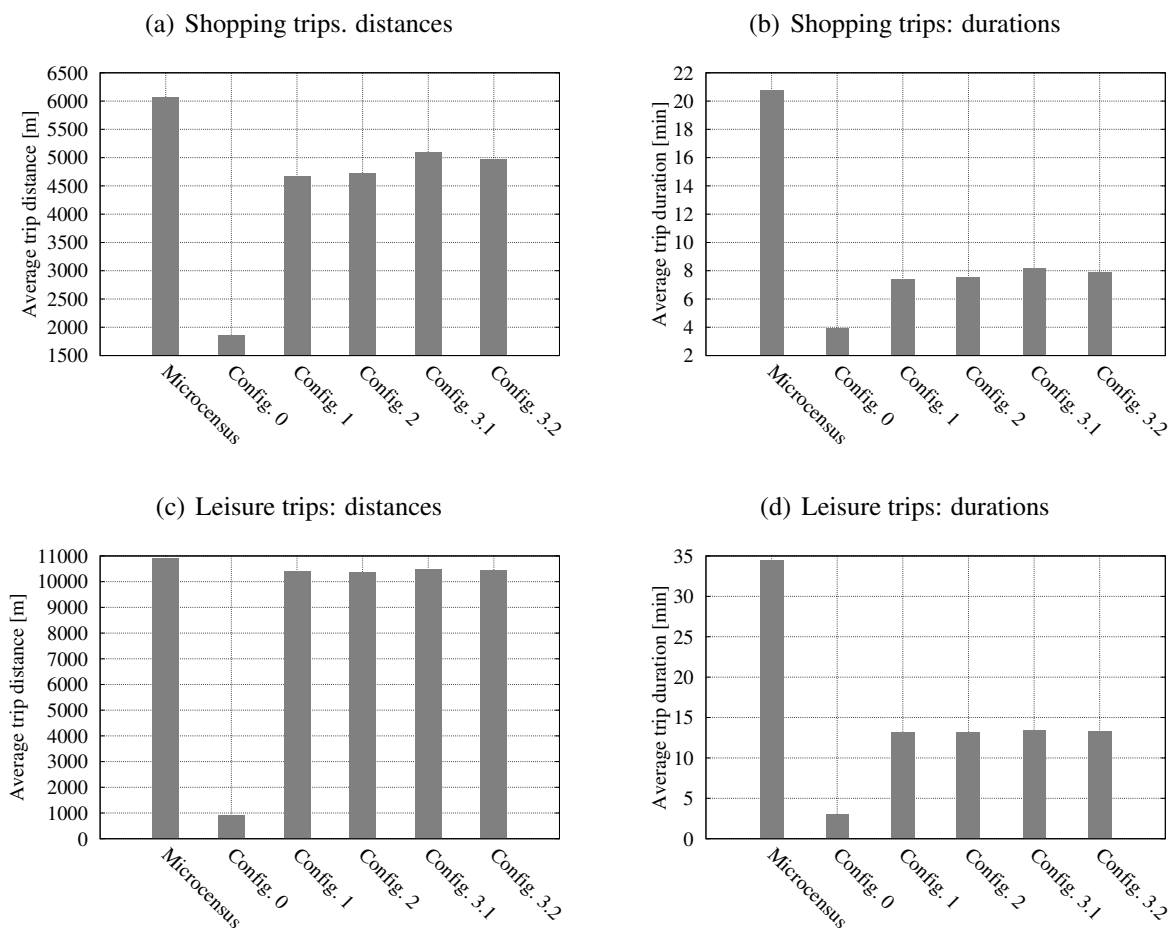 (a) Shopping trips. distances
Average trip distance [m]
6500
6000
5500
5000
4500
4000
3500
3000
2500
2000
1500
Microcensus
Config. 0
Config. 1
Config. 2
Config. 3.1
Config. 3.2
(b) Shopping trips: durations
Average trip duration [min]
22
20
18
16
14
12
10
8
6
4
2
Microcensus
Config. 0
Config. 1
Config. 2
Config. 3.1
Config. 3.2
(c) Leisure trips: distances
Average trip distance [m]
11000
10000
9000
8000
7000
6000
5000
4000
3000
2000
1000
0
Microcensus
Config. 0
Config. 1
Config. 2
Config. 3.1
Config. 3.2
(d) Leisure trips: durations
Average trip duration [min]
35
30
25
20
15
10
5
0
Microcensus
Config. 0
Config. 1
Config. 2
Config. 3.1
Config. 3.2